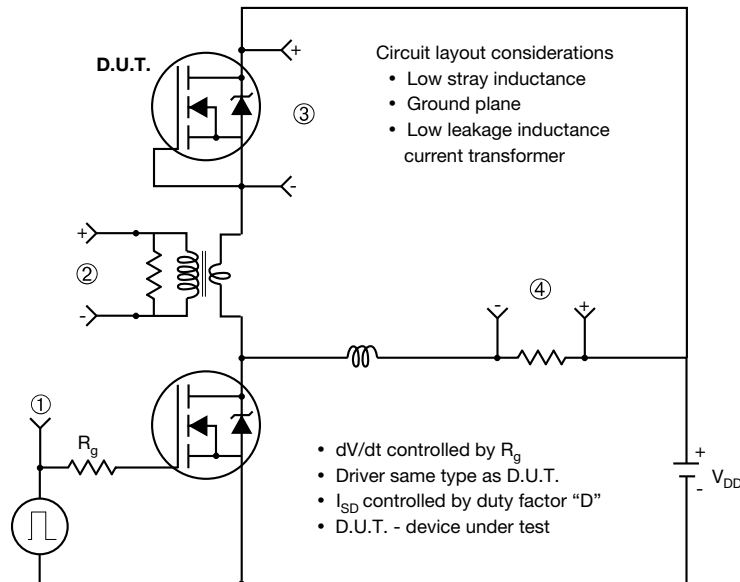 D.U.T.
+
Circuit layout considerations
• Low stray inductance
• Ground plane
• Low leakage inductance
current transformer
③
-
+
②
-
④
-
+
①
Rg
• dV/dt controlled by Rg
• Driver same type as D.U.T.
• ISD controlled by duty factor “D”
• D.U.T. - device under test
+
VDD
-